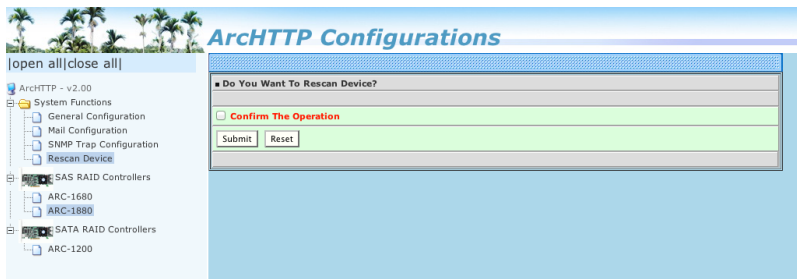 ArcHTTP Configurations
|open all|close all|
ArcHTTP - v2.00
System Functions
General Configuration
Mail Configuration
SNMP Trap Configuration
Rescan Device
SAS RAID Controllers
ARC-1680
ARC-1880
SATA RAID Controllers
ARC-1200
Do You Want To Rescan Device?
Confirm The Operation
Submit Reset